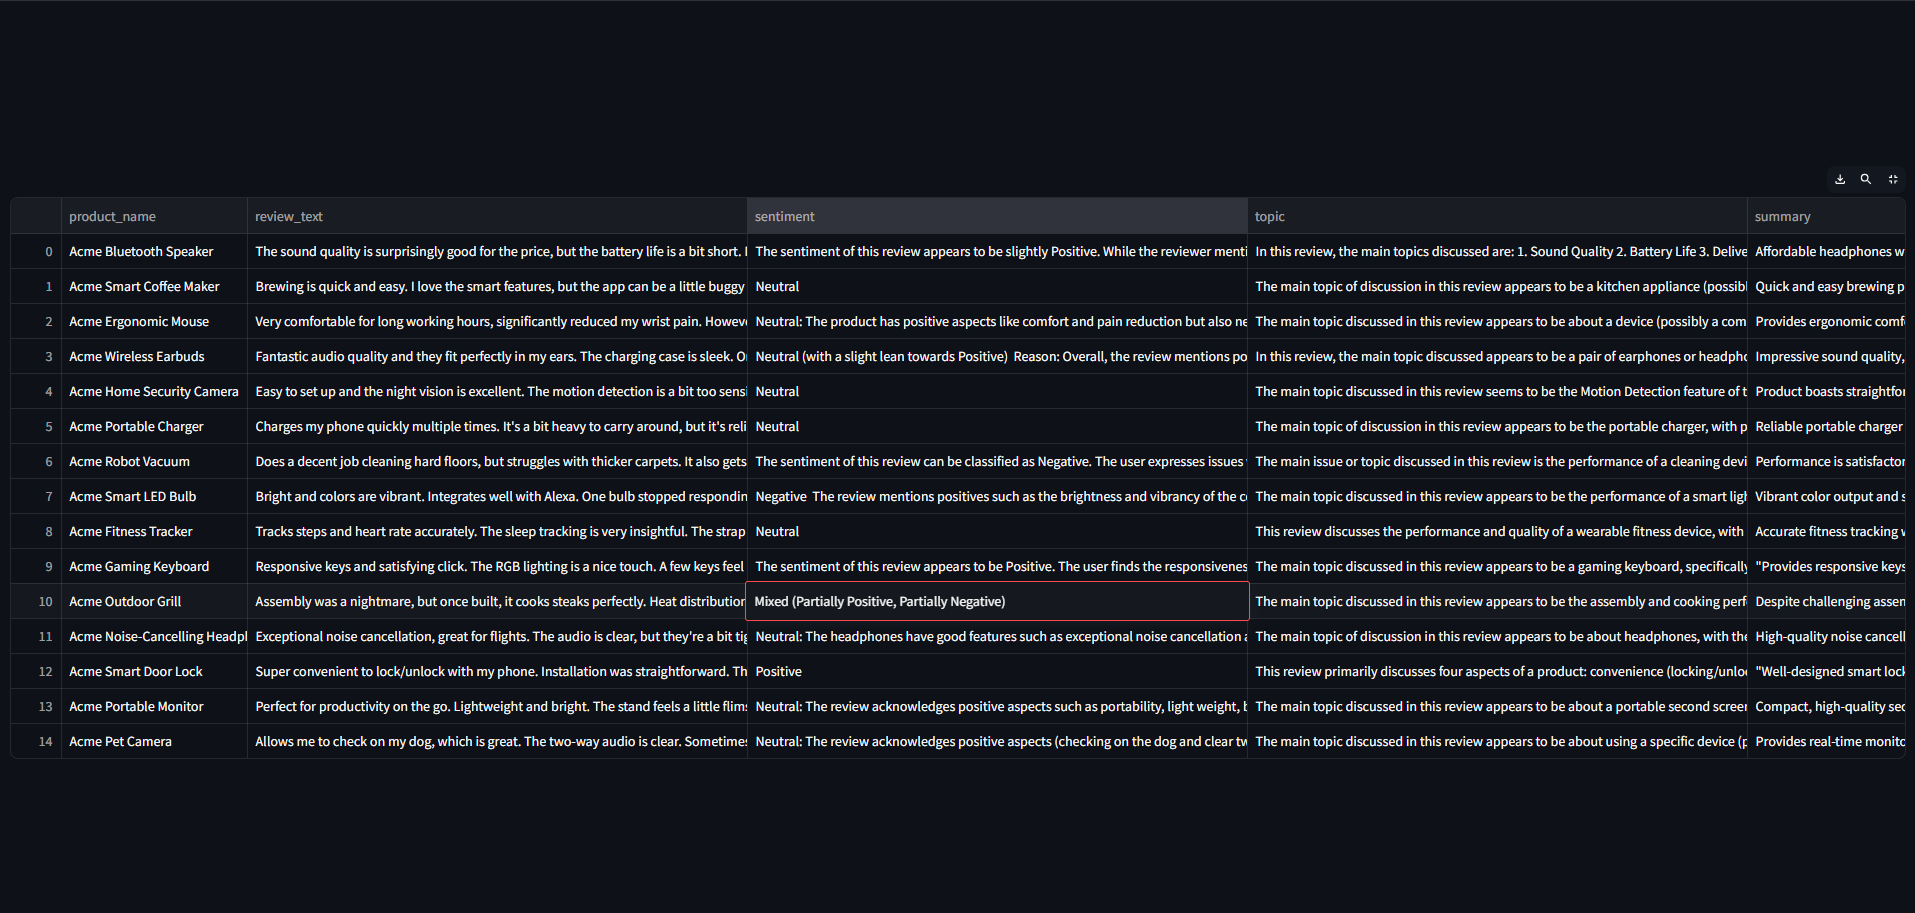 product_name review_text sentiment topic summary
0 Acme Bluetooth Speaker The sound quality is surprisingly good for the price, but the battery life is a bit short. The sentiment of this review appears to be slightly Positive. While the reviewer menti In this review, the main topics discussed are: 1. Sound Quality 2. Battery Life 3. Delive Affordable headphones w
1 Acme Smart Coffee Maker Brewing is quick and easy. I love the smart features, but the app can be a little buggy Neutral The main topic of discussion in this review appears to be a kitchen appliance (possibl Quick and easy brewing p
2 Acme Ergonomic Mouse Very comfortable for long working hours, significantly reduced my wrist pain. Howeve Neutral: The product has positive aspects like comfort and pain reduction but also ne The main topic discussed in this review appears to be about a device (possibly a com Provides ergonomic comf
3 Acme Wireless Earbuds Fantastic audio quality and they fit perfectly in my ears. The charging case is sleek. O Neutral (with a slight lean towards Positive) Reason: Overall, the review mentions po In this review, the main topic discussed appears to be a pair of earphones or headpho Impressive sound quality,
4 Acme Home Security Camera Easy to set up and the night vision is excellent. The motion detection is a bit too sensi Neutral The main topic discussed in this review seems to be the Motion Detection feature of t Product boasts straightfor
5 Acme Portable Charger Charges my phone quickly multiple times. It's a bit heavy to carry around, but it's reli Neutral The main topic of discussion in this review appears to be the portable charger, with p Reliable portable charger
6 Acme Robot Vacuum Does a decent job cleaning hard floors, but struggles with thicker carpets. It also gets The sentiment of this review can be classified as Negative. The user expresses issues The main issue or topic discussed in this review is the performance of a cleaning devi Performance is satisfactor
7 Acme Smart LED Bulb Bright and colors are vibrant. Integrates well with Alexa. One bulb stopped respondin Negative The review mentions positives such as the brightness and vibrancy of the c The main topic discussed in this review appears to be the performance of a smart ligh Vibrant color output and s
8 Acme Fitness Tracker Tracks steps and heart rate accurately. The sleep tracking is very insightful. The strap Neutral This review discusses the performance and quality of a wearable fitness device, with Accurate fitness tracking w
9 Acme Gaming Keyboard Responsive keys and satisfying click. The RGB lighting is a nice touch. A few keys feel The sentiment of this review appears to be Positive. The user finds the responsivenes The main topic discussed in this review appears to be a gaming keyboard, specifically "Provides responsive keys
10 Acme Outdoor Grill Assembly was a nightmare, but once built, it cooks steaks perfectly. Heat distribution Mixed (Partially Positive, Partially Negative) The main topic discussed in this review appears to be the assembly and cooking perf Despite challenging assem
11 Acme Noise-Cancelling Headpl Exceptional noise cancellation, great for flights. The audio is clear, but they're a bit tig Neutral: The headphones have good features such as exceptional noise cancellation a The main topic of discussion in this review appears to be about headphones, with the High-quality noise cancell
12 Acme Smart Door Lock Super convenient to lock/unlock with my phone. Installation was straightforward. Th Positive This review primarily discusses four aspects of a product: convenience (locking/unlo "Well-designed smart lock
13 Acme Portable Monitor Perfect for productivity on the go. Lightweight and bright. The stand feels a little flims Neutral: The review acknowledges positive aspects such as portability, light weight, b The main topic discussed in this review appears to be about a portable second screen Compact, high-quality sec
14 Acme Pet Camera Allows me to check on my dog, which is great. The two-way audio is clear. Sometimes Neutral: The review acknowledges positive aspects (checking on the dog and clear tw The main topic discussed in this review appears to be about using a specific device (p Provides real-time monito